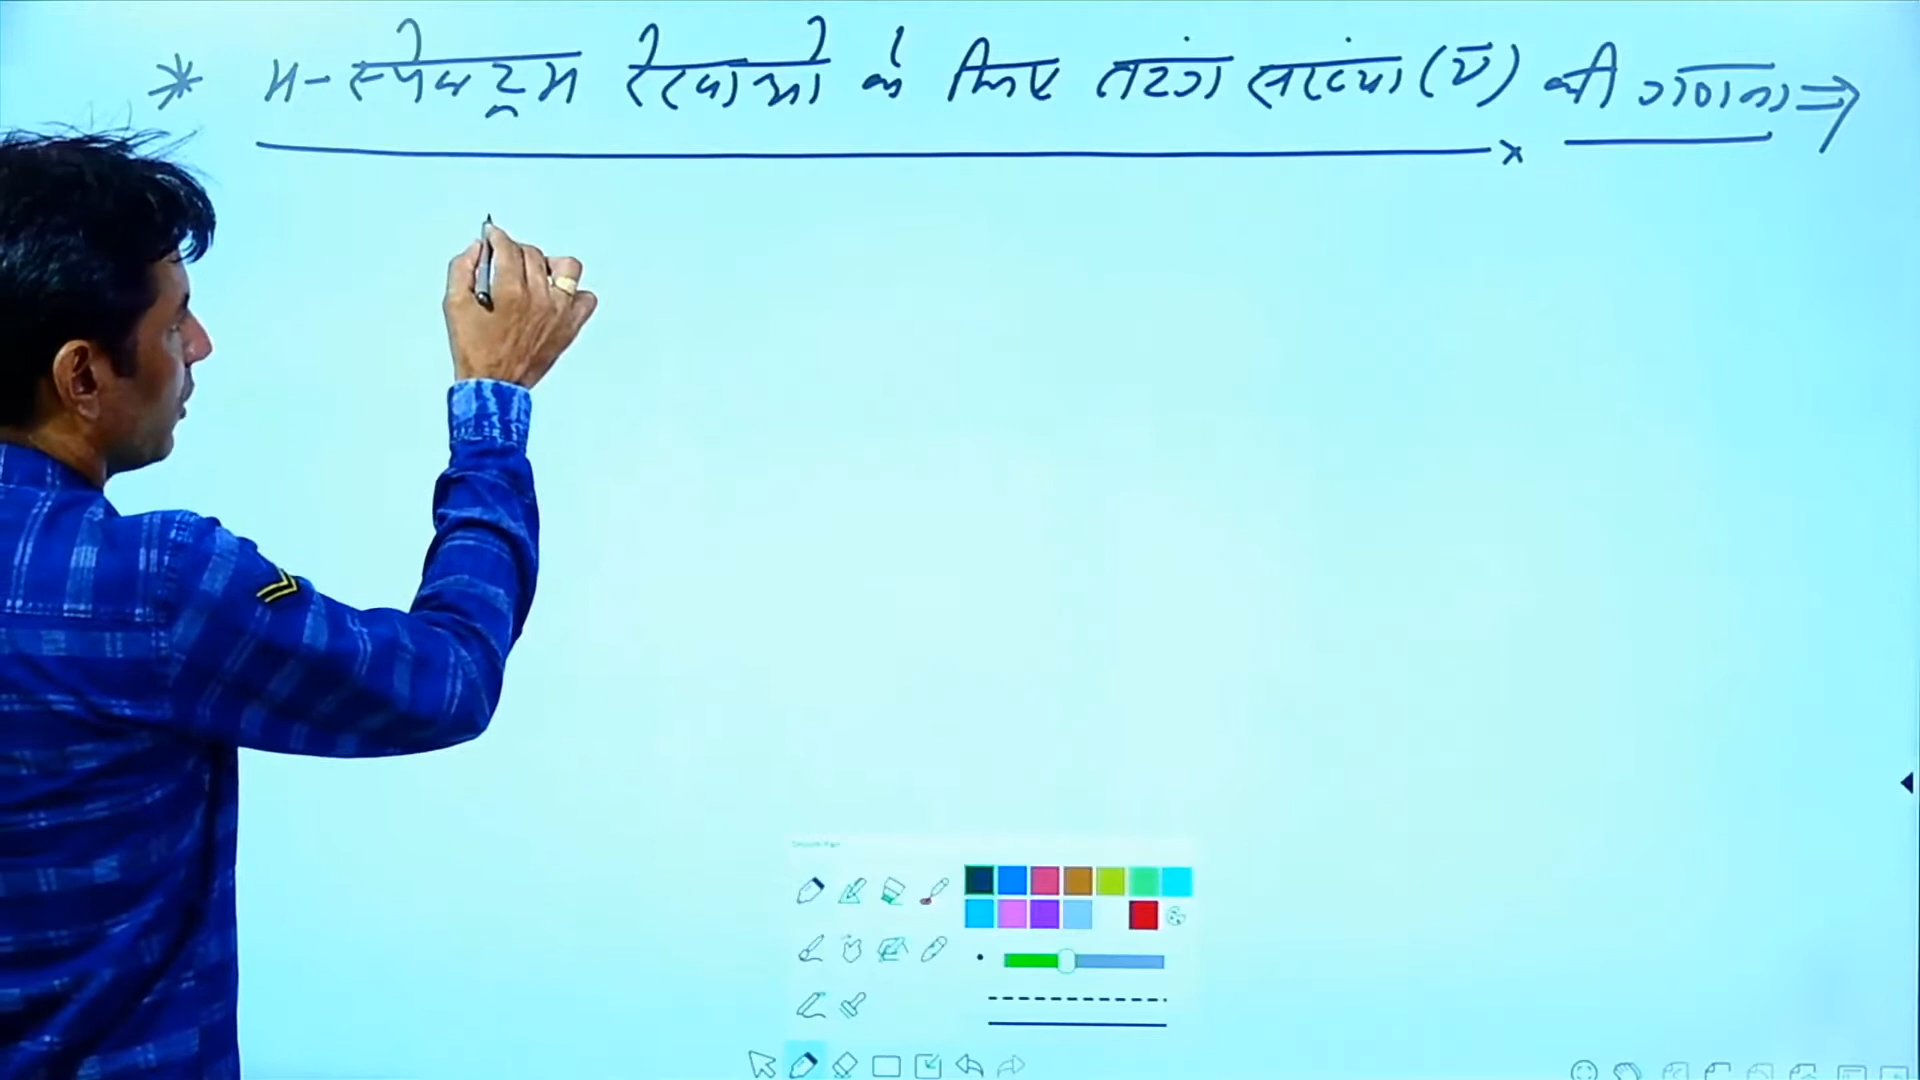 * H-स्पेक्ट्रम रेखाओ के लिए तरंग संख्या (v̄) की गणना ⇒